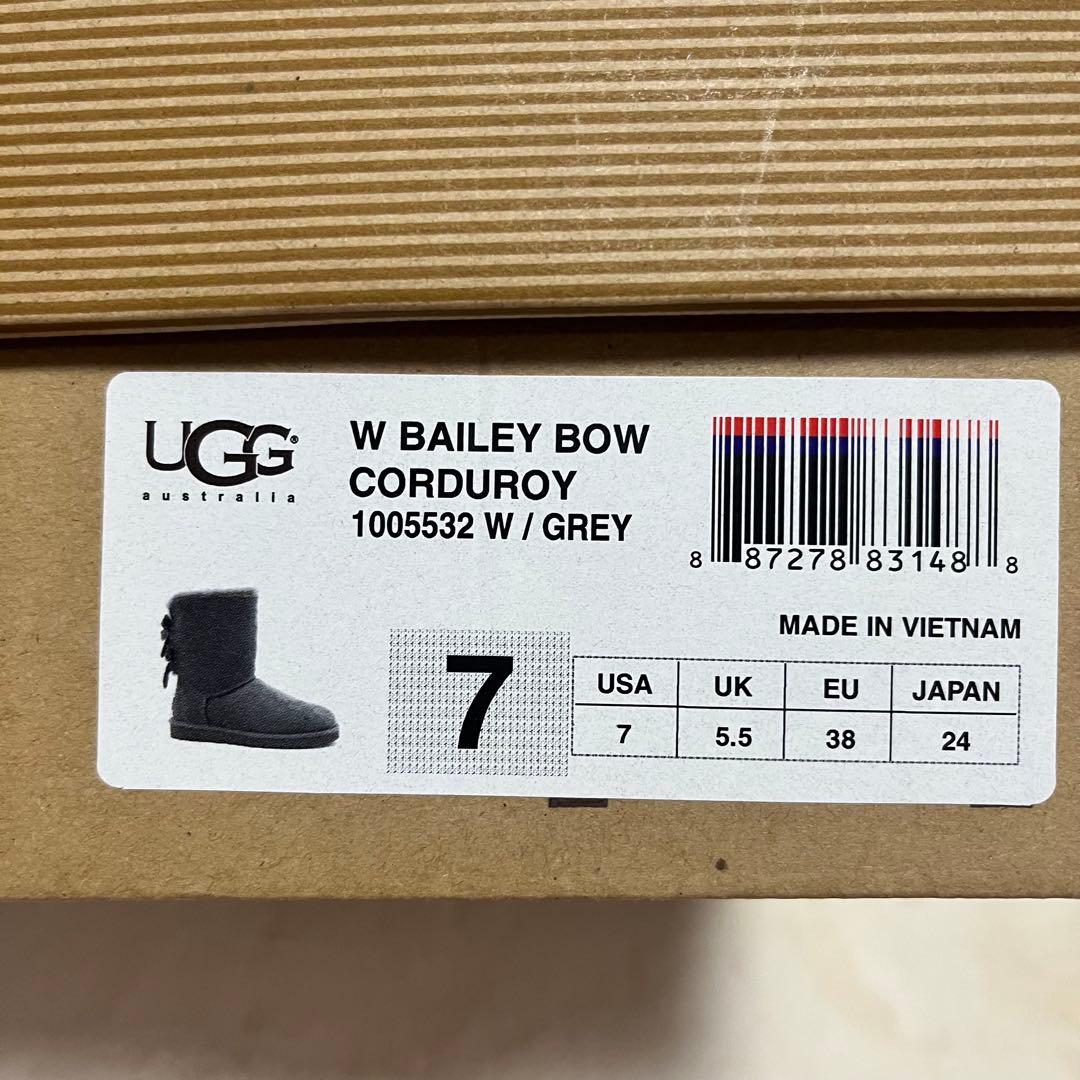 UGG®
australia
W BAILEY BOW
CORDUROY
1005532 W / GREY
8 87278 83148 8
MADE IN VIETNAM
7
USA UK EU JAPAN
7 5.5 38 24